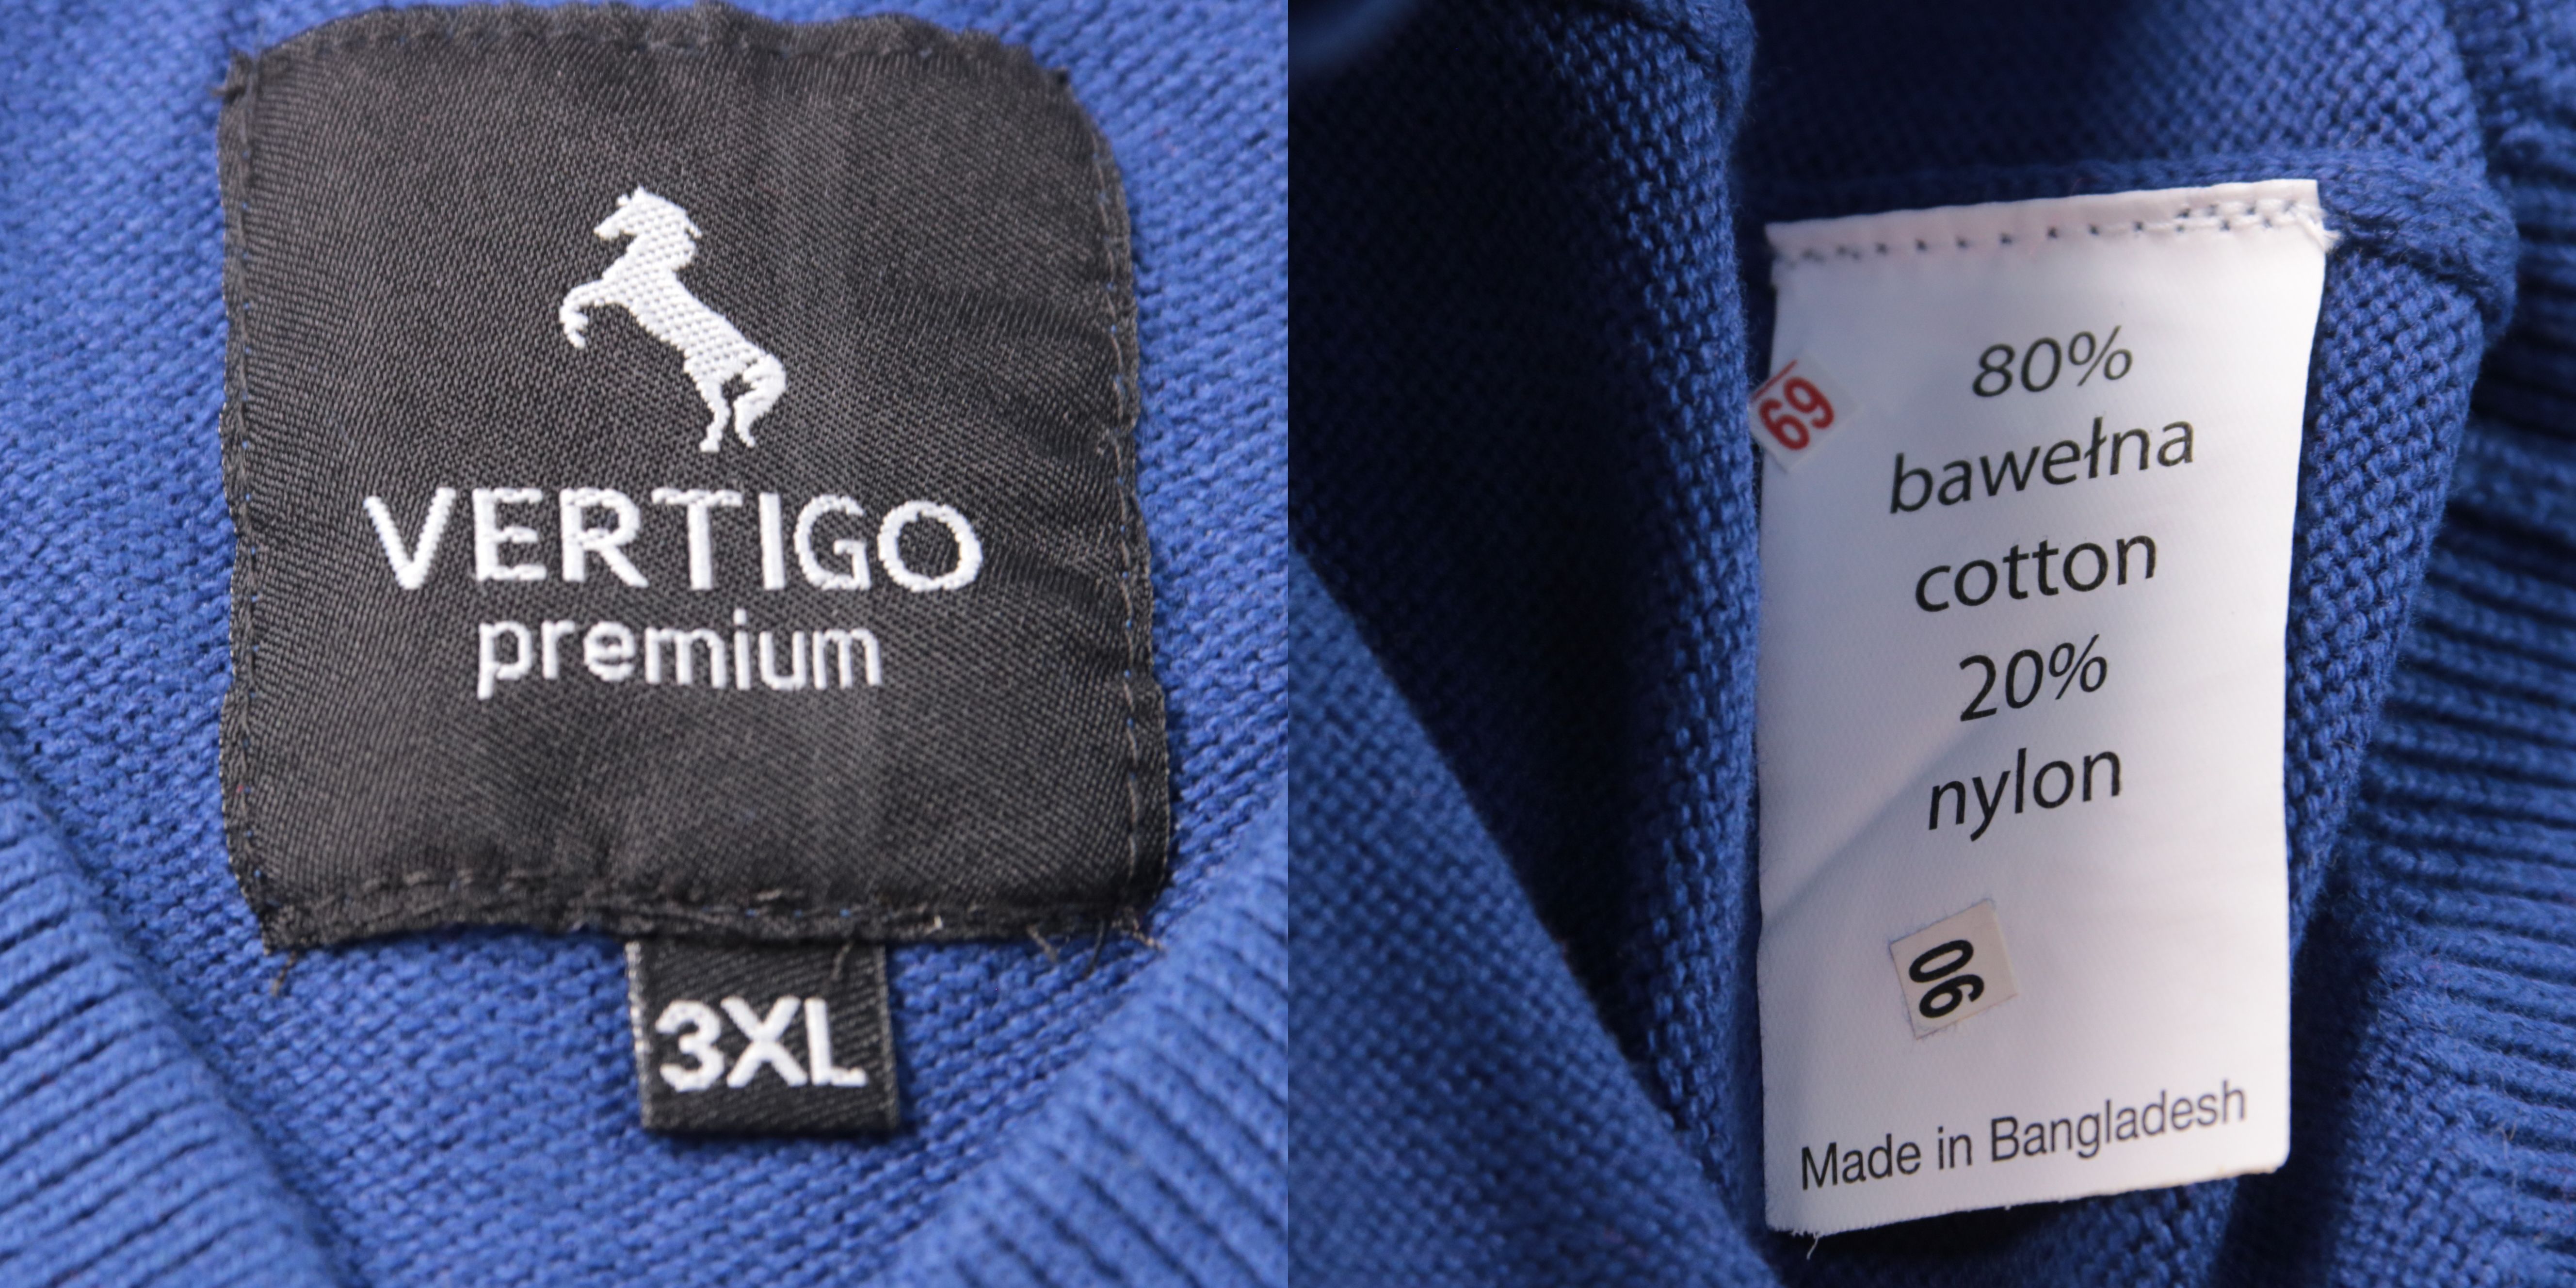 VERTIGO
premium
3XL
69
80%
bawełna
cotton
20%
nylon
06
Made in Bangladesh